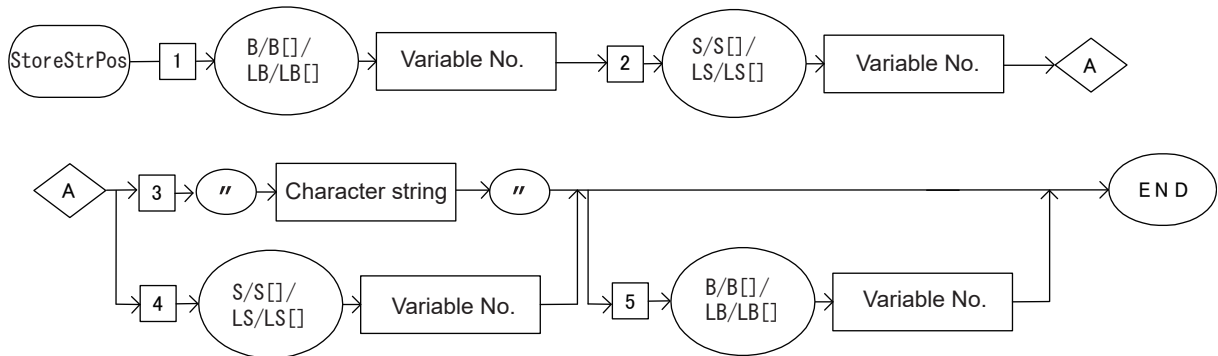 StoreStrPos
1
B/B[]/
LB/LB[]
Variable No.
2
S/S[]/
LS/LS[]
Variable No.
A
A
3
〃
Character string
〃
END
4
S/S[]/
LS/LS[]
Variable No.
5
B/B[]/
LB/LB[]
Variable No.